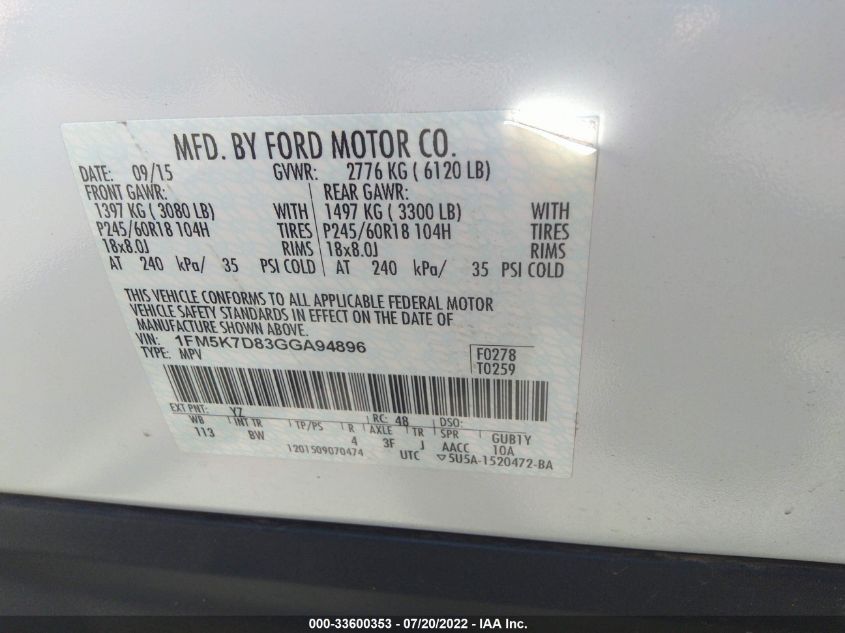 MFD. BY FORD MOTOR CO.
DATE: 09/15 GVWR: 2776 KG ( 6120 LB)
FRONT GAWR: REAR GAWR:
1397 KG ( 3080 LB) WITH 1497 KG ( 3300 LB) WITH
P245/60R18 104H TIRES P245/60R18 104H TIRES
18x8.0J RIMS 18x8.0J RIMS
AT 240 kPa/ 35 PSI COLD AT 240 kPa/ 35 PSI COLD
THIS VEHICLE CONFORMS TO ALL APPLICABLE FEDERAL MOTOR
VEHICLE SAFETY STANDARDS IN EFFECT ON THE DATE OF
MANUFACTURE SHOWN ABOVE.
VIN: 1FM5K7D83GGA94896
TYPE: MPV
F0278
T0259
EXT PNT: YZ RC: 48 DSO:
WB INT TR TP/PS R AXLE TR SPR GUB1Y
113 BW 4 3F J AACC 10A
1201509070474 UTC ▽5U5A-1520472-BA
000-33600353 - 07/20/2022 - IAA Inc.